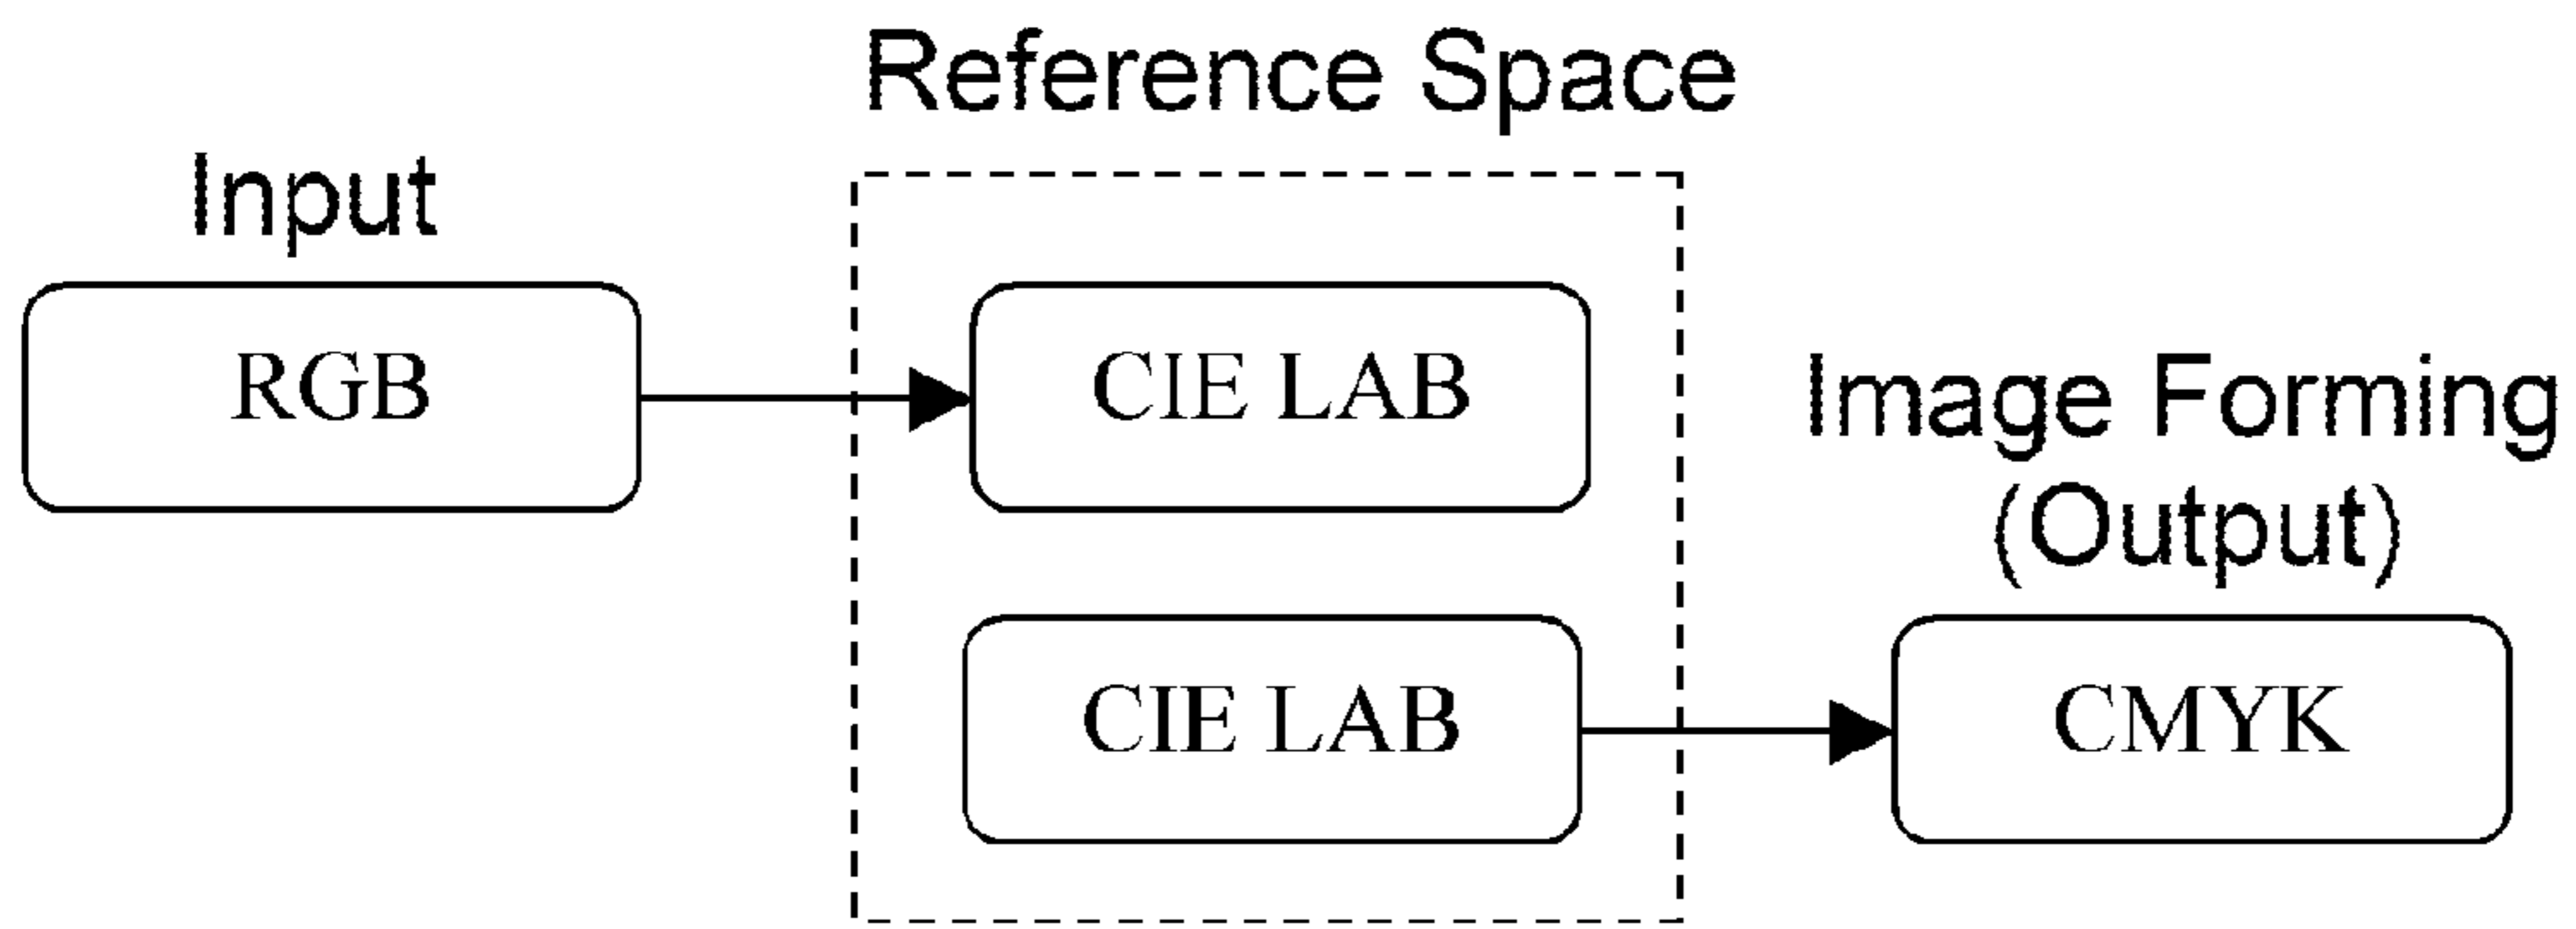 Reference Space
Input
RGB
CIE LAB
Image Forming
(Output)
CIE LAB
CMYK